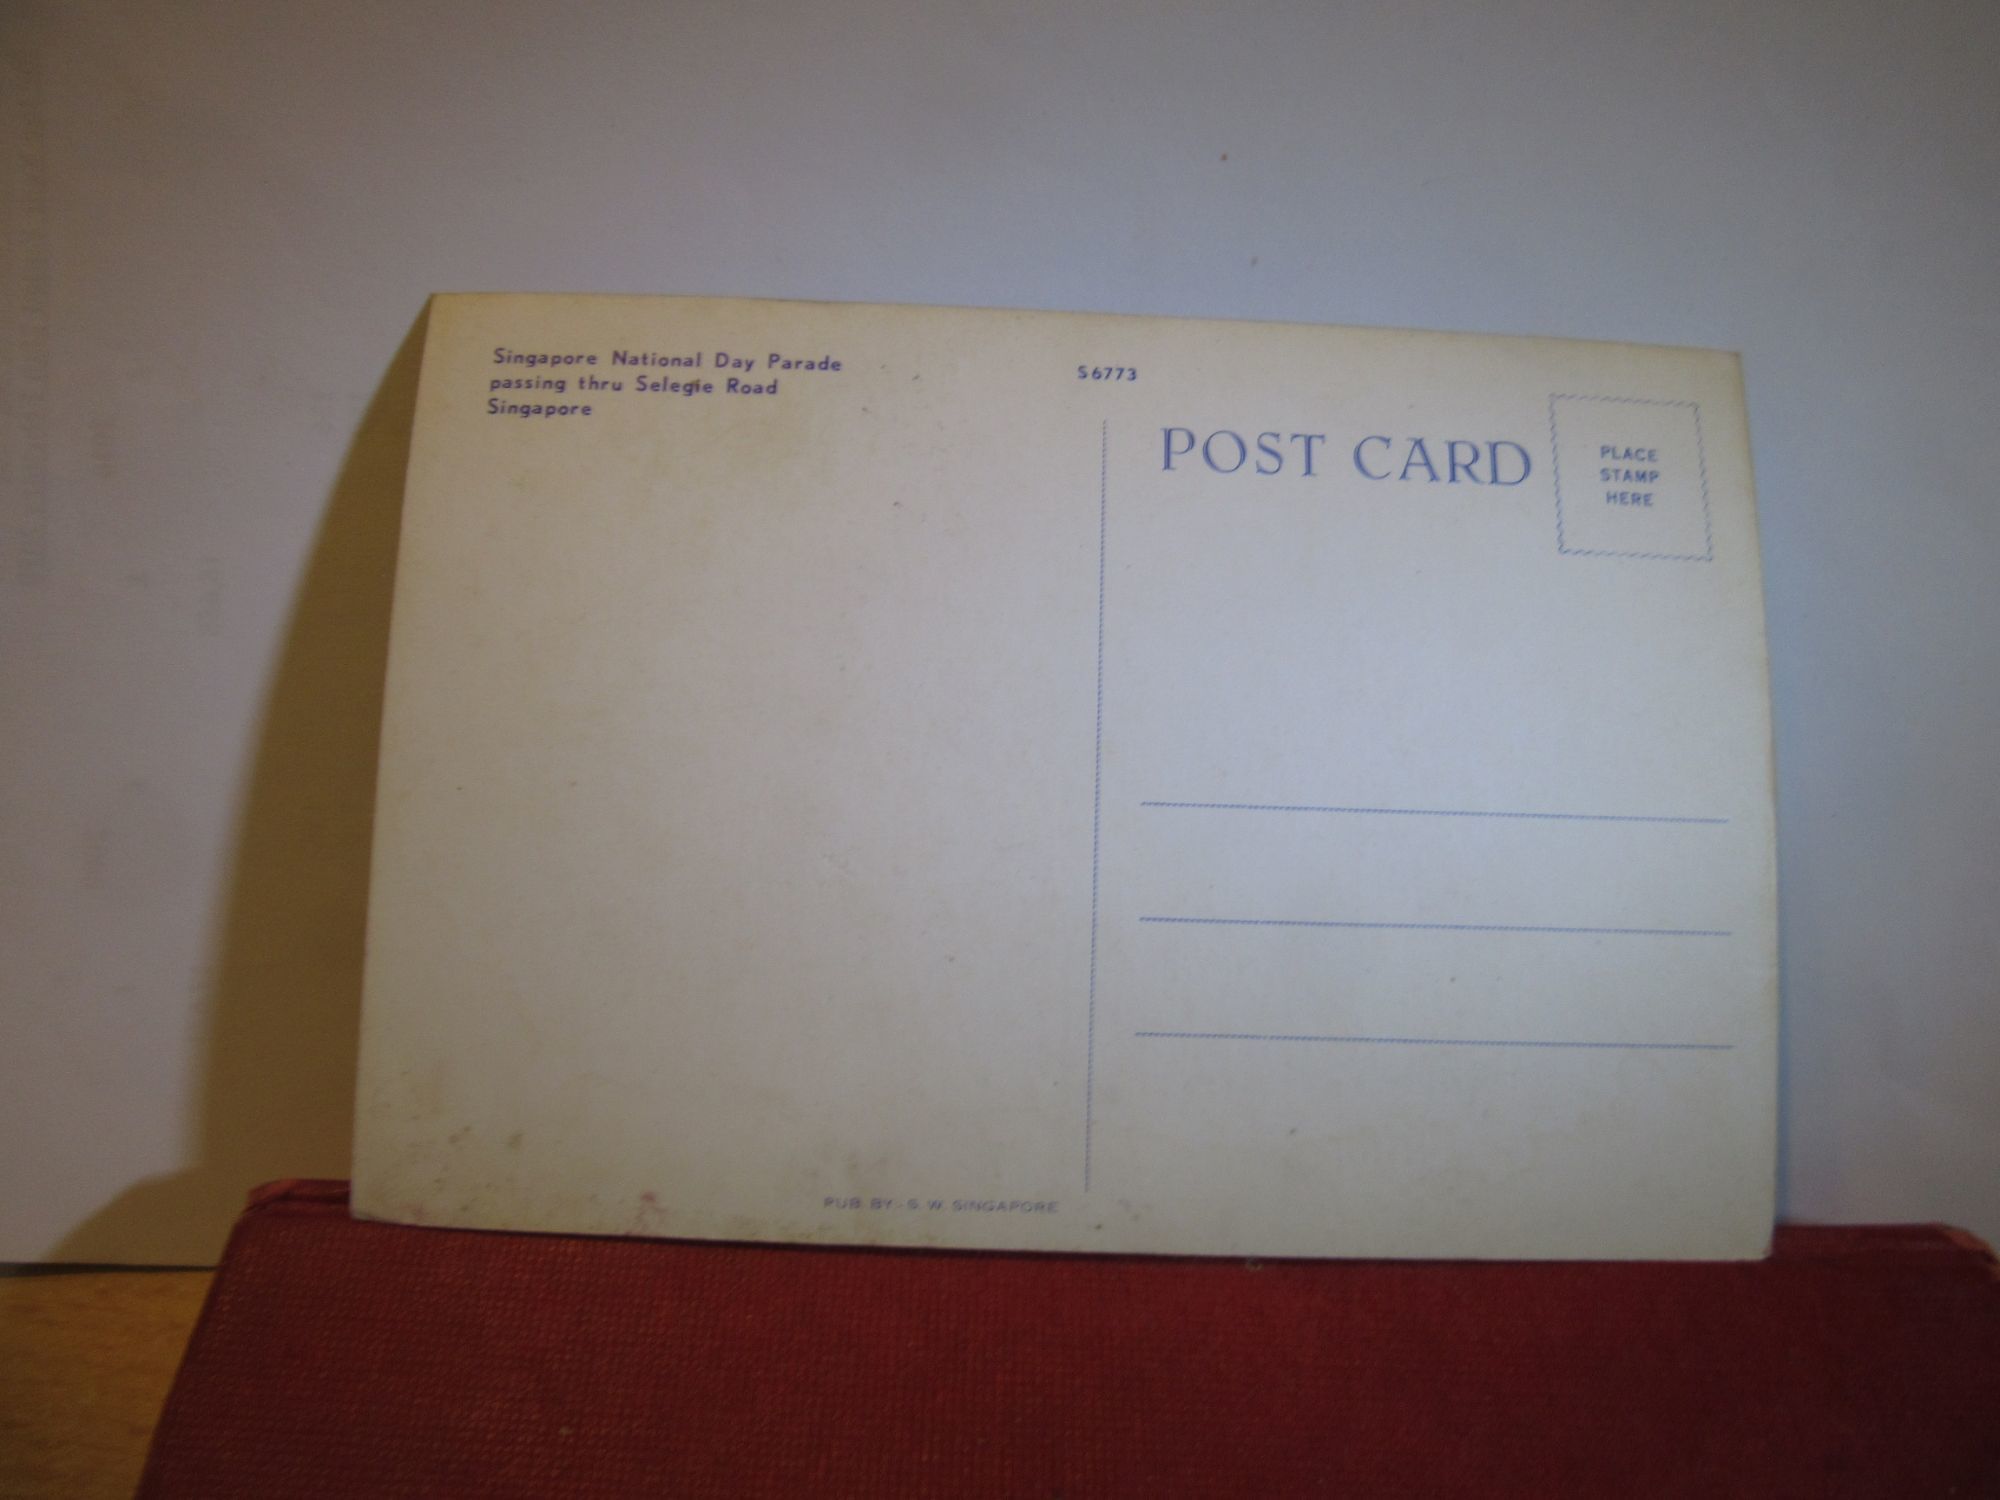 Singapore National Day Parade
passing thru Selegie Road
Singapore
S6773
POST CARD
PLACE
STAMP
HERE
PUB BY S. W. SINGAPORE